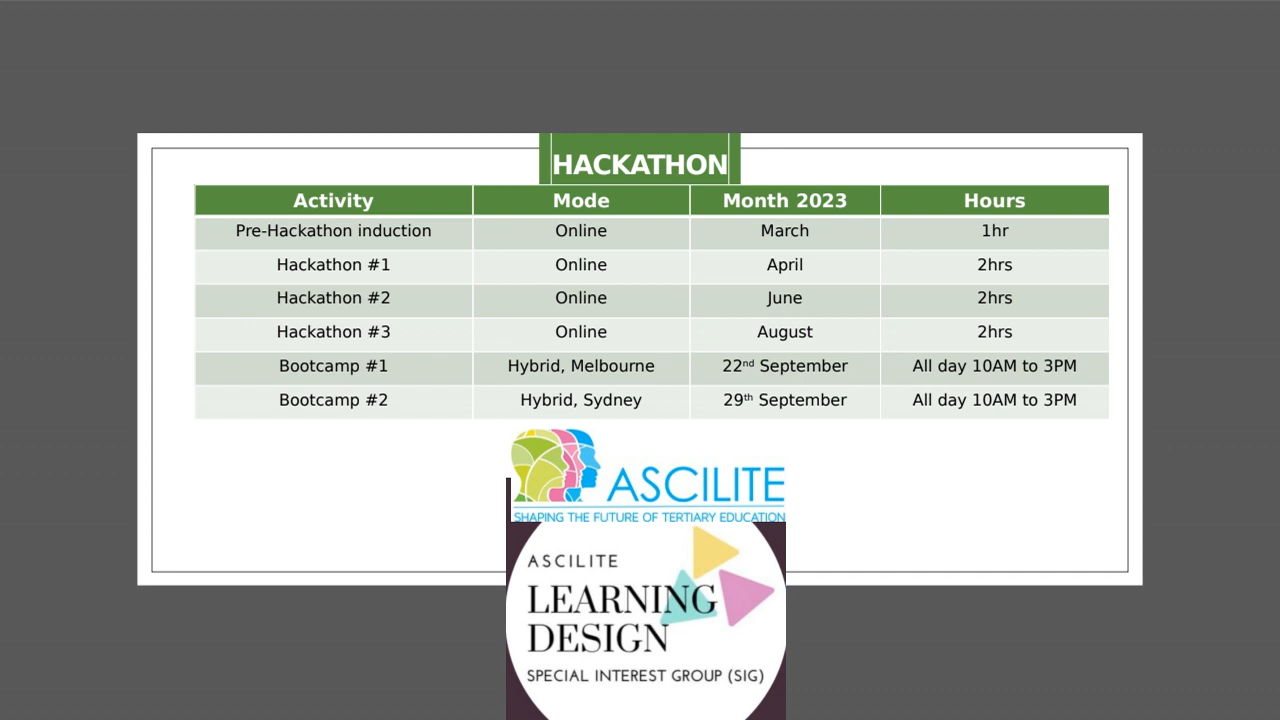 HACKATHON
Activity Mode Month 2023 Hours
Pre-Hackathon induction Online March 1hr
Hackathon #1 Online April 2hrs
Hackathon #2 Online June 2hrs
Hackathon #3 Online August 2hrs
Bootcamp #1 Hybrid, Melbourne 22nd September All day 10AM to 3PM
Bootcamp #2 Hybrid, Sydney 29th September All day 10AM to 3PM
ASCILITE
SHAPING THE FUTURE OF TERTIARY EDUCATION
ASCILITE
LEARNING
DESIGN
SPECIAL INTEREST GROUP (SIG)